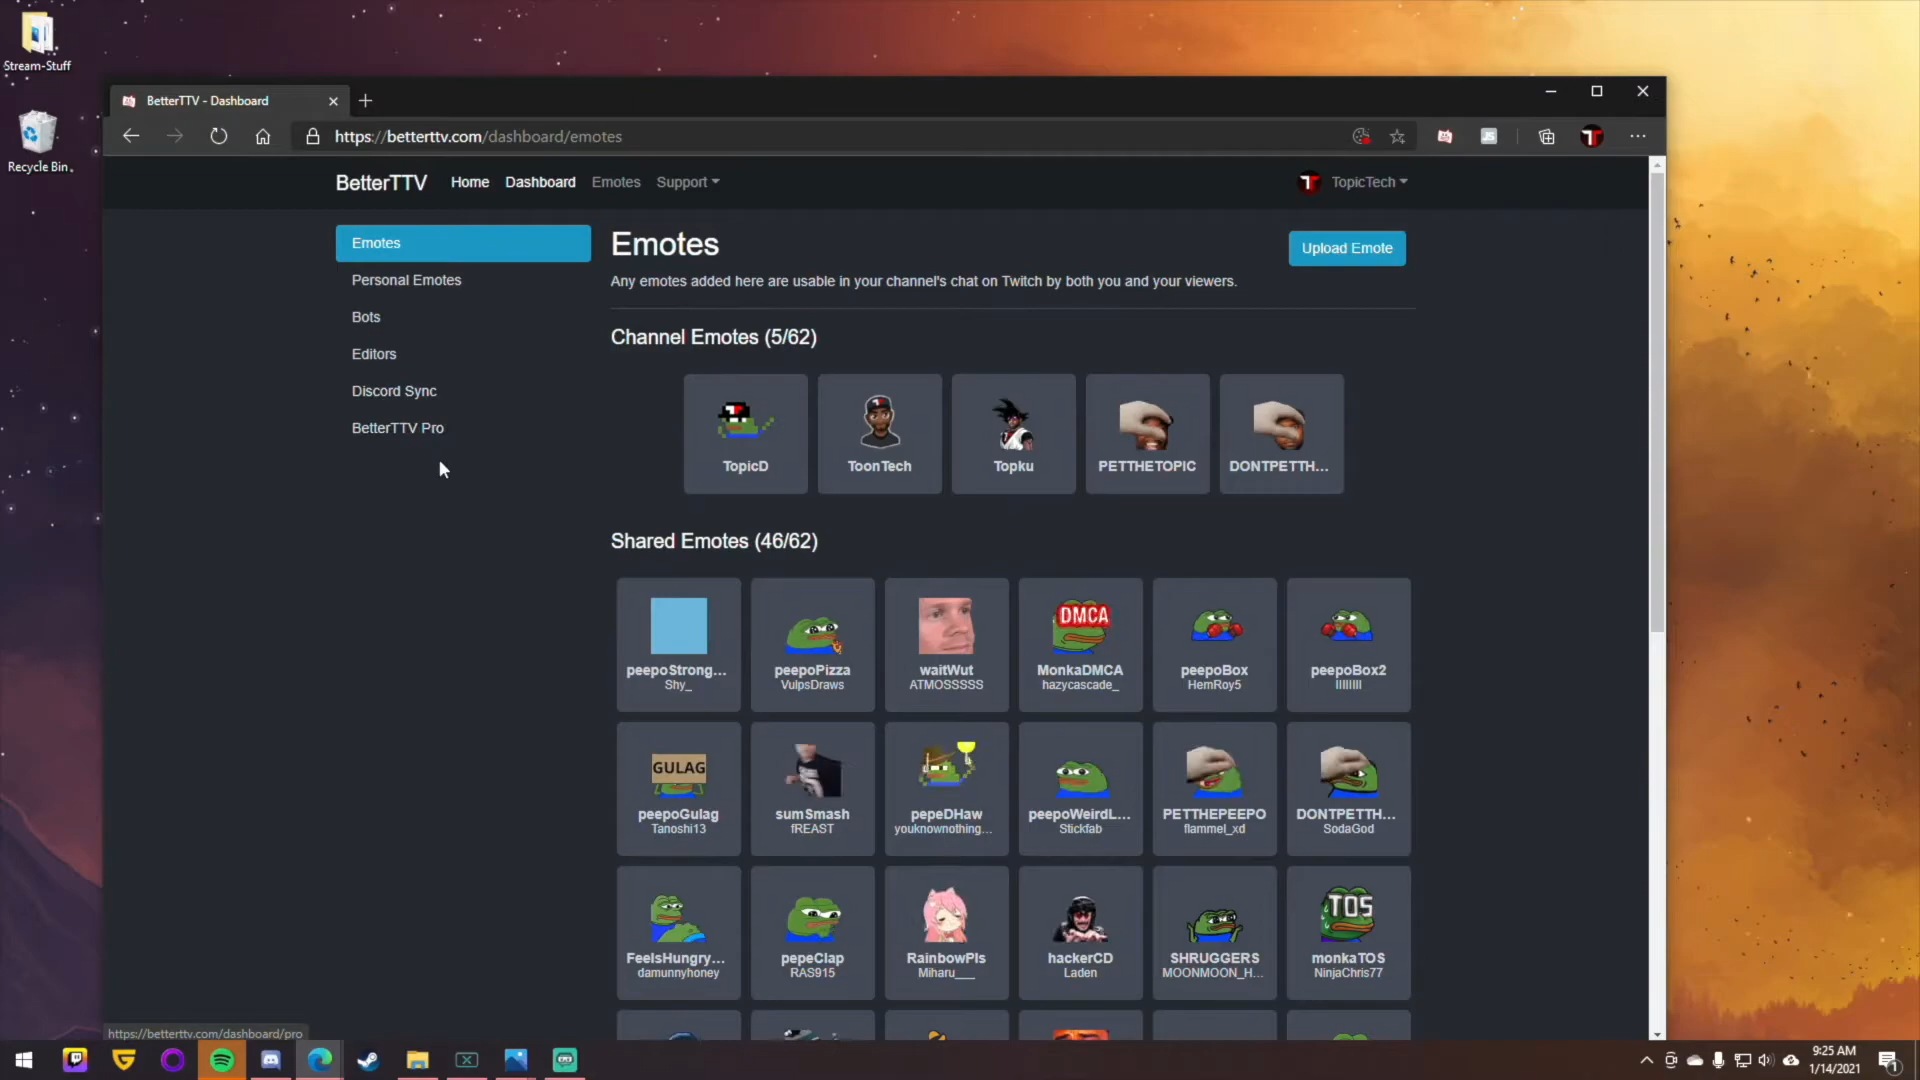 Stream-Stuff
Recycle Bin
BetterTTV - Dashboard
https://betterttv.com/dashboard/emotes
JS
BetterTTV
Home
Dashboard
Emotes
Support
TopicTech
Emotes
Personal Emotes
Bots
Editors
Discord Sync
BetterTTV Pro
Emotes
Upload Emote
Any emotes added here are usable in your channel's chat on Twitch by both you and your viewers.
Channel Emotes (5/62)
TopicD
ToonTech
Topku
PETTHETOPIC
DONTPETTH...
Shared Emotes (46/62)
DMCA
peepoStrong...
Shy_
peepoPizza
VulpsDraws
waitWut
ATMOSSSSS
MonkaDMCA
hazycascade_
peepoBox
HemRoy5
peepoBox2
GULAG
peepoGulag
Tanoshi13
sumSmash
fREAST
pepeDHaw
youknownothing...
peepoWeirdL...
Stickfab
PETTHEPEEPO
flammel_xd
DONTPETTH...
SodaGod
TOS
FeelsHungry...
damunnyhoney
pepeClap
RAS915
RainbowPls
Miharu___
hackerCD
Laden
SHRUGGERS
MOONMOON_H...
monkaTOS
NinjaChris77
https://betterttv.com/dashboard/pro
9:25 AM
1/14/2021
1